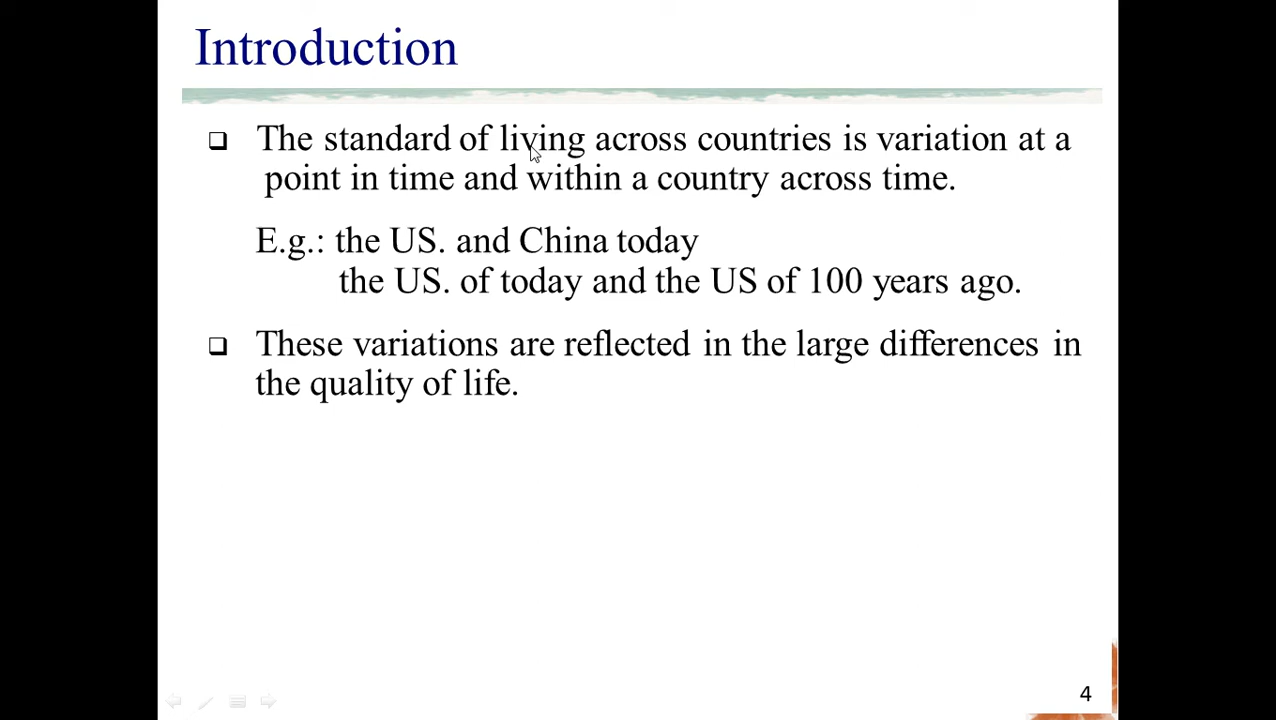 Introduction
The standard of living across countries is variation at a
point in time and within a country across time.
E.g.: the US. and China today
the US. of today and the US of 100 years ago.
These variations are reflected in the large differences in
the quality of life.
4